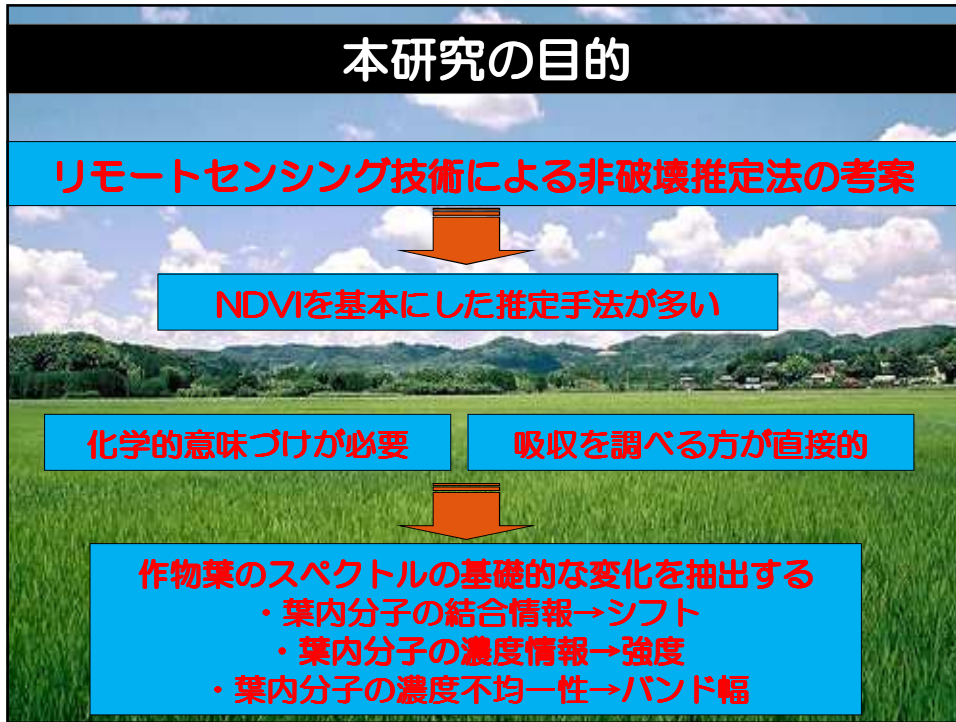 本研究の目的
リモートセンシング技術による非破壊推定法の考案
NDVIを基本にした推定手法が多い
化学的意味づけが必要
吸収を調べる方が直接的
作物葉のスペクトルの基礎的な変化を抽出する
・葉内分子の結合情報→シフト
・葉内分子の濃度情報→強度
・葉内分子の濃度不均一性→バンド幅